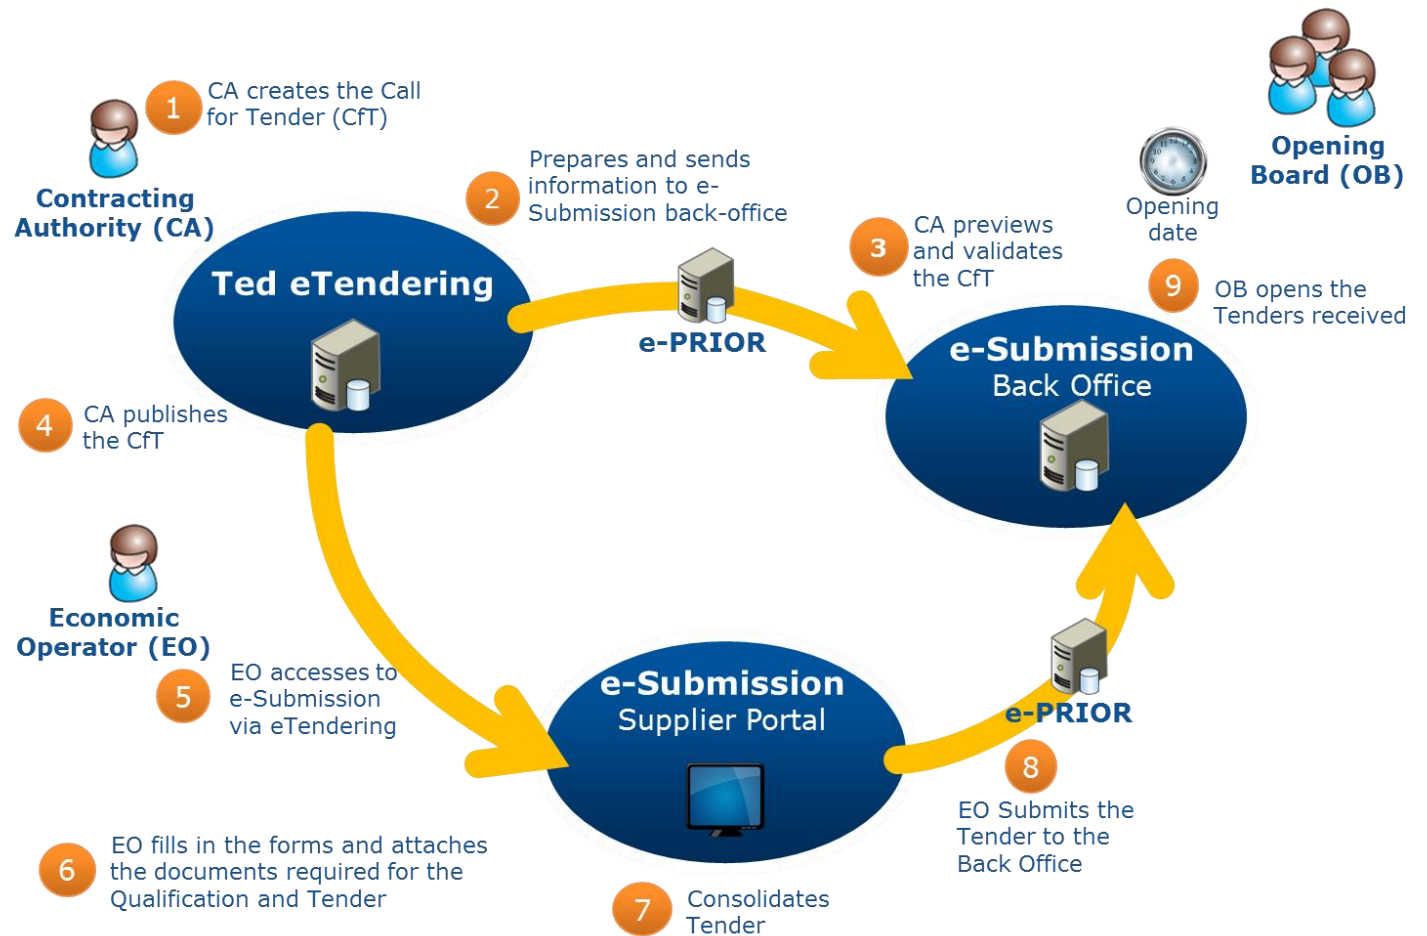 1
CA creates the Call
for Tender (CfT)
Contracting
Authority (CA)
2
Prepares and sends
information to e-
Submission back-office
Opening
Board (OB)
Opening
date
3
CA previews
and validates
the CfT
9
OB opens the
Tenders received
Ted eTendering
e-PRIOR
e-Submission
Back Office
4
CA publishes
the CfT
Economic
Operator (EO)
5
EO accesses to
e-Submission
via eTendering
e-Submission
Supplier Portal
e-PRIOR
8
EO Submits the
Tender to the
Back Office
6
EO fills in the forms and attaches
the documents required for the
Qualification and Tender
7
Consolidates
Tender